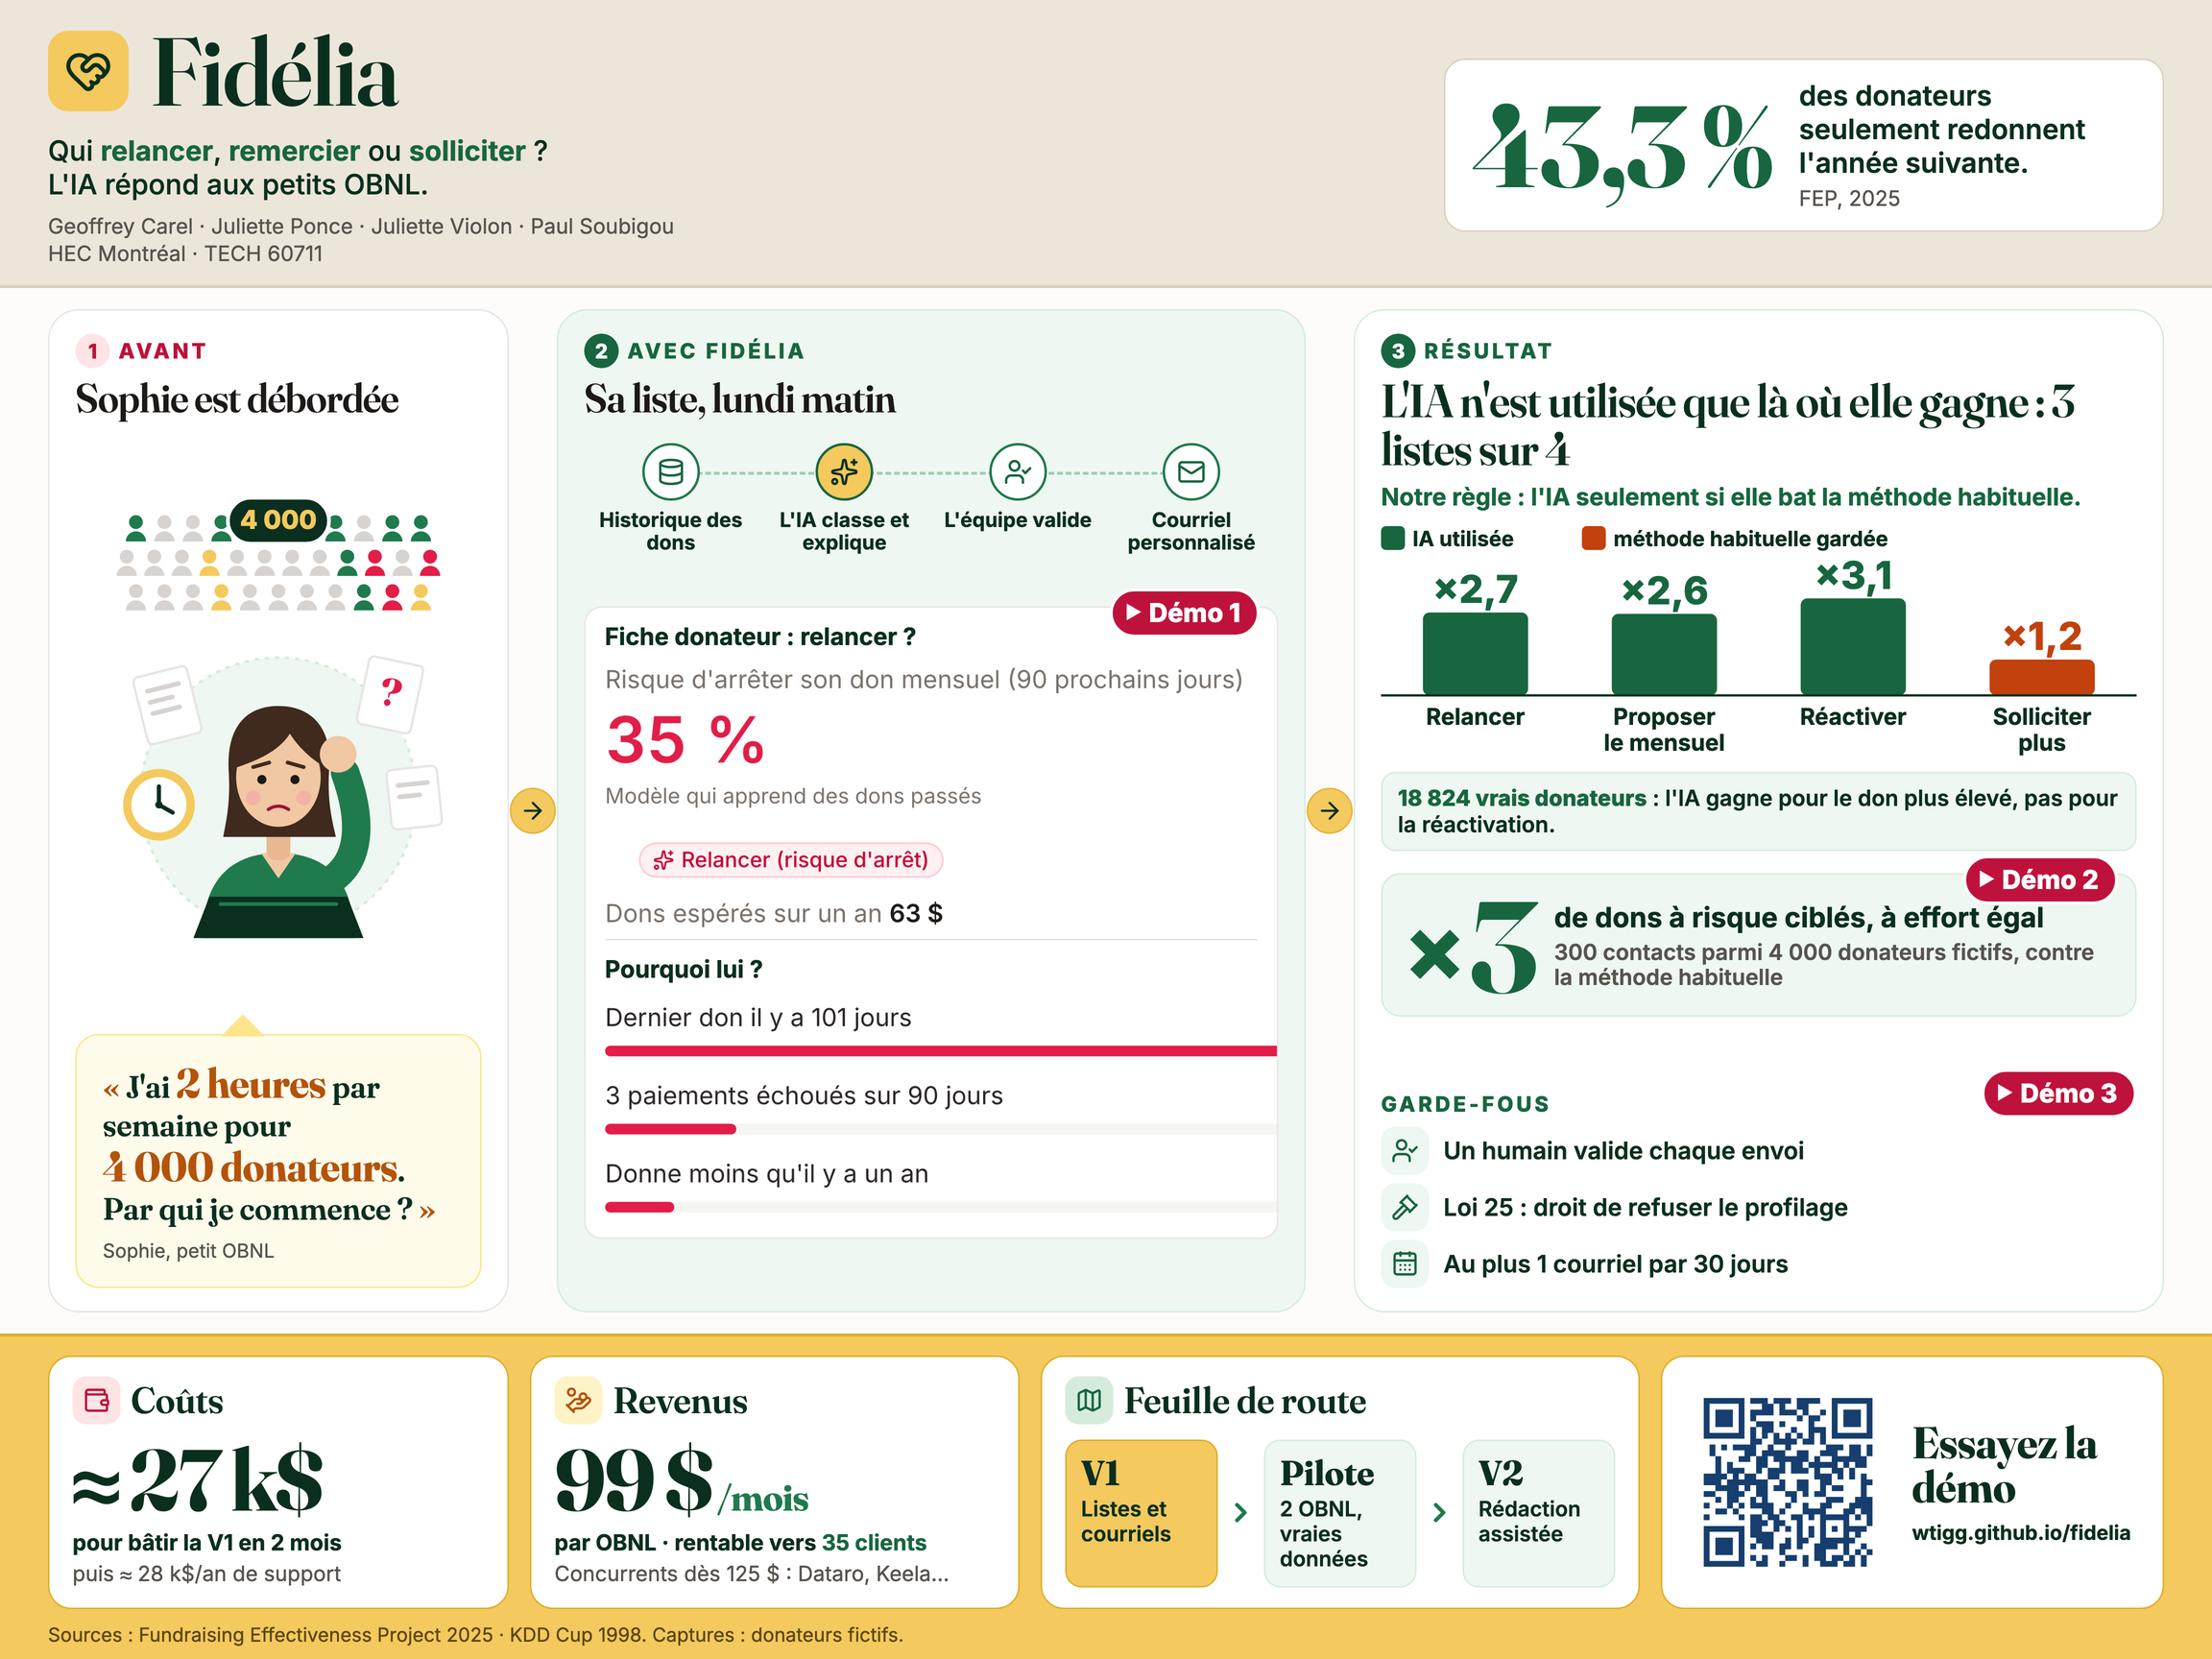 Fidélia
Qui relancer, remercier ou solliciter ?
L'IA répond aux petits OBNL.
Geoffrey Carel · Juliette Ponce · Juliette Violon · Paul Soubigou
HEC Montréal · TECH 60711
43,3 %
des donateurs
seulement redonnent
l'année suivante.
FEP, 2025
1 AVANT
Sophie est débordée
4 000
?
« J'ai 2 heures par
semaine pour
4 000 donateurs.
Par qui je commence ? »
Sophie, petit OBNL
2 AVEC FIDÉLIA
Sa liste, lundi matin
Historique des
dons
L'IA classe et
explique
L'équipe valide
Courriel
personnalisé
Démo 1
Fiche donateur : relancer ?
Risque d'arrêter son don mensuel (90 prochains jours)
35 %
Modèle qui apprend des dons passés
Relancer (risque d'arrêt)
Dons espérés sur un an 63 $
Pourquoi lui ?
Dernier don il y a 101 jours
3 paiements échoués sur 90 jours
Donne moins qu'il y a un an
3 RÉSULTAT
L'IA n'est utilisée que là où elle gagne : 3
listes sur 4
Notre règle : l'IA seulement si elle bat la méthode habituelle.
IA utilisée
méthode habituelle gardée
×2,7
×2,6
×3,1
×1,2
Relancer
Proposer
le mensuel
Réactiver
Solliciter
plus
18 824 vrais donateurs : l'IA gagne pour le don plus élevé, pas pour
la réactivation.
Démo 2
×3
de dons à risque ciblés, à effort égal
300 contacts parmi 4 000 donateurs fictifs, contre
la méthode habituelle
Démo 3
GARDE-FOUS
Un humain valide chaque envoi
Loi 25 : droit de refuser le profilage
Au plus 1 courriel par 30 jours
Coûts
≈27 k$
pour bâtir la V1 en 2 mois
puis ≈ 28 k$/an de support
Revenus
99 $/mois
par OBNL · rentable vers 35 clients
Concurrents dès 125 $ : Dataro, Keela...
Feuille de route
V1
Listes et
courriels
Pilote
2 OBNL,
vraies
données
V2
Rédaction
assistée
Essayez la
démo
wtigg.github.io/fidelia
Sources : Fundraising Effectiveness Project 2025 · KDD Cup 1998. Captures : donateurs fictifs.